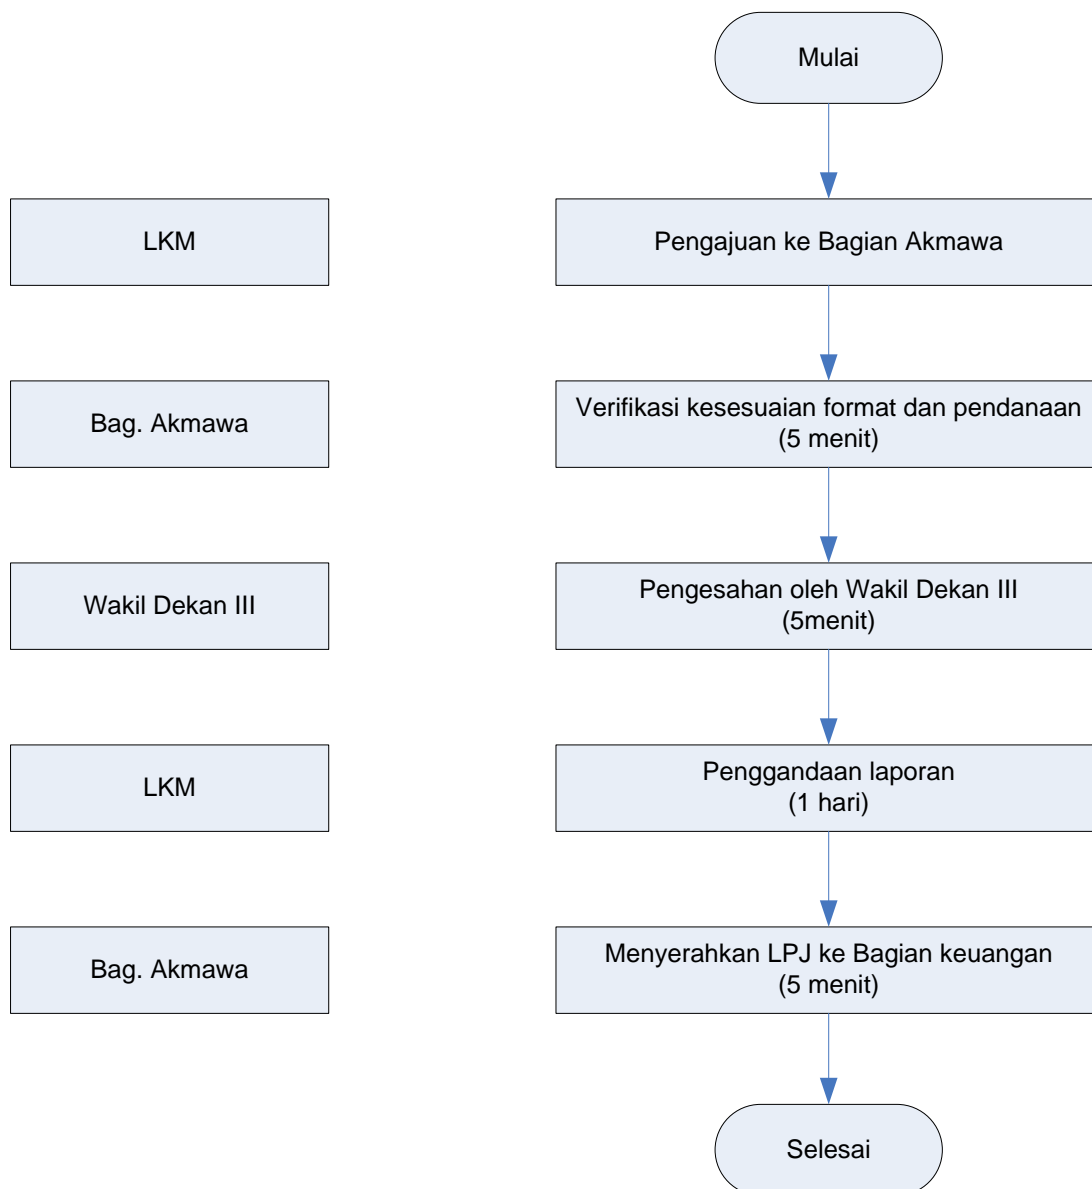 Mulai
LKM
Pengajuan ke Bagian Akmawa
Bag. Akmawa
Verifikasi kesesuaian format dan pendanaan
(5 menit)
Wakil Dekan III
Pengesahan oleh Wakil Dekan III
(5menit)
LKM
Penggandaan laporan
(1 hari)
Bag. Akmawa
Menyerahkan LPJ ke Bagian keuangan
(5 menit)
Selesai